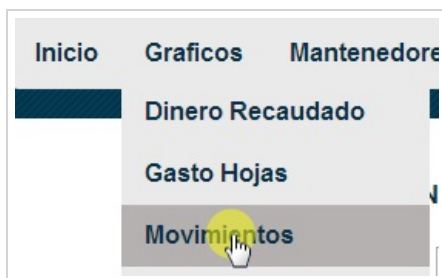 Inicio Graficos Mantenedore
Dinero Recaudado
Gasto Hojas
Movimientos